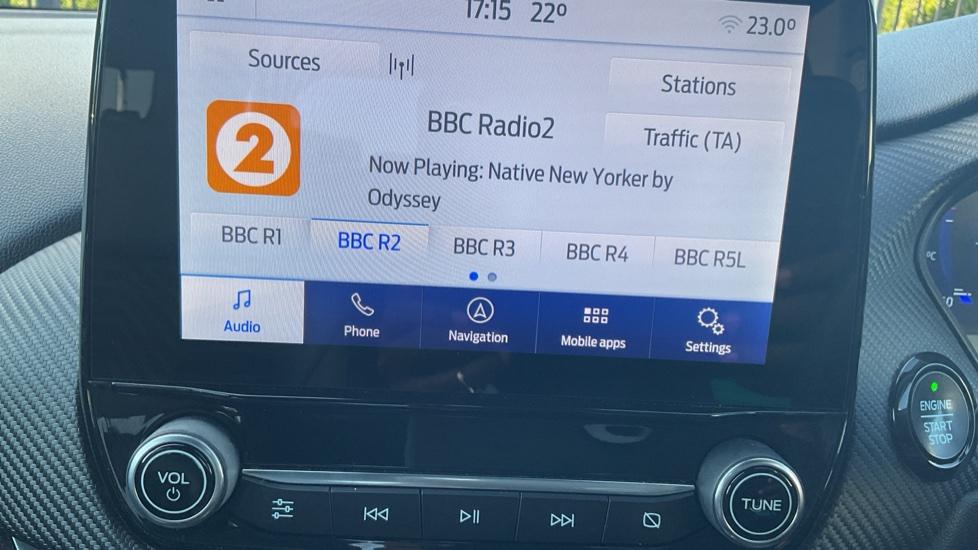 17:15 22º
23.0º
Sources
Stations
2
BBC Radio2
Traffic (TA)
Now Playing: Native New Yorker by
Odyssey
BBC R1
BBC R2
BBC R3
BBC R4
BBC R5L
Audio
Phone
Navigation
Mobile apps
Settings
ºC
ENGINE
START
STOP
VOL
TUNE